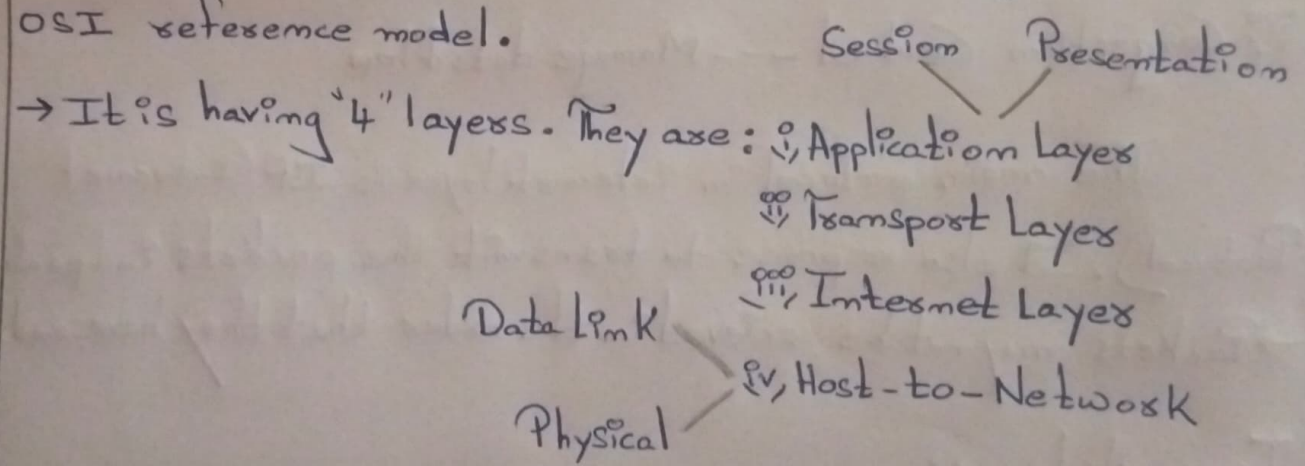 OSI reference model.
Session Presentation
→ It is having "4" layers. They are: i, Application Layer
ii, Transport Layer
iii, Internet Layer
Data Link
iv, Host-to-Network
Physical